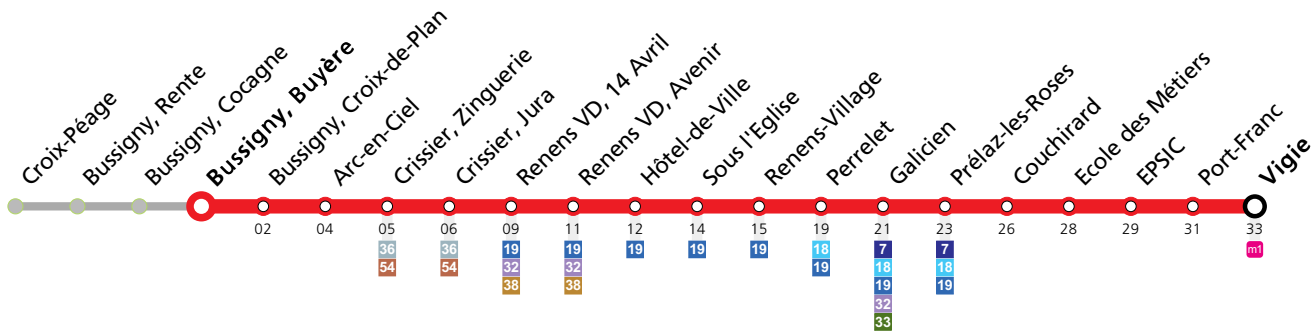 Croix-Péage
Bussigny, Rente
Bussigny, Cocagne
Bussigny, Buyère
Bussigny, Croix-de-Plan
Arc-en-Ciel
Crissier, Zinguerie
Crissier, Jura
Renens VD, 14 Avril
Renens VD, Avenir
Hôtel-de-Ville
Sous l'Eglise
Renens-Village
Perrelet
Galicien
Prélaz-les-Roses
Couchirard
Ecole des Métiers
EPSIC
Port-Franc
Vigie
02 04 05 06 09 11 12 14 15 19 21 23 26 28 29 31 33
36 36 19 19 19 19 19 18 7 7 m1
54 54 32 32 19 18 18
38 38 19 19
32
33